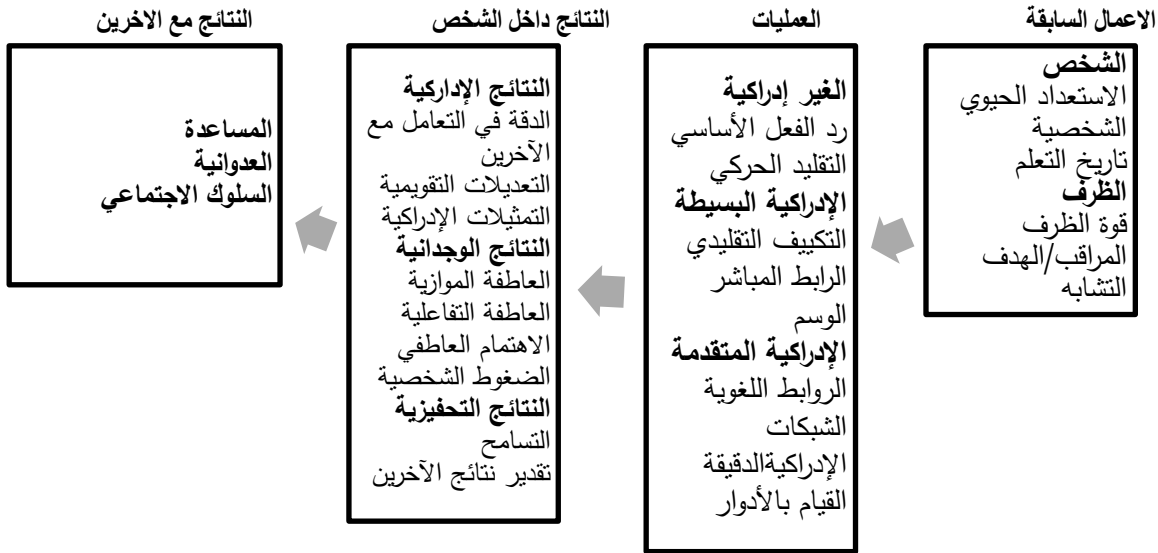 الاعمال السابقة
الشخص
الاستعداد الحيوي
الشخصية
تاريخ التعلم
الظرف
قوة الظرف
المراقب/الهدف
التشابه
العمليات
الغير إدراكية
رد الفعل الأساسي
التقليد الحركي
الإدراكية البسيطة
التكييف التقليدي
الرابط المباشر
الوسم
الإدراكية المتقدمة
الروابط اللغوية
الشبكات
الإدراكيةالدقيقة
القيام بالأدوار
النتائج داخل الشخص
النتائج الإداركية
الدقة في التعامل مع
الآخرين
التعديلات التقويمية
التمثيلات الإدراكية
النتائج الوجدانية
العاطفة الموازية
العاطفة التفاعلية
الاهتمام العاطفي
الضغوط الشخصية
النتائج التحفيزية
التسامح
تقدير نتائج الآخرين
النتائج مع الاخرين
المساعدة
العدوانية
السلوك الاجتماعي